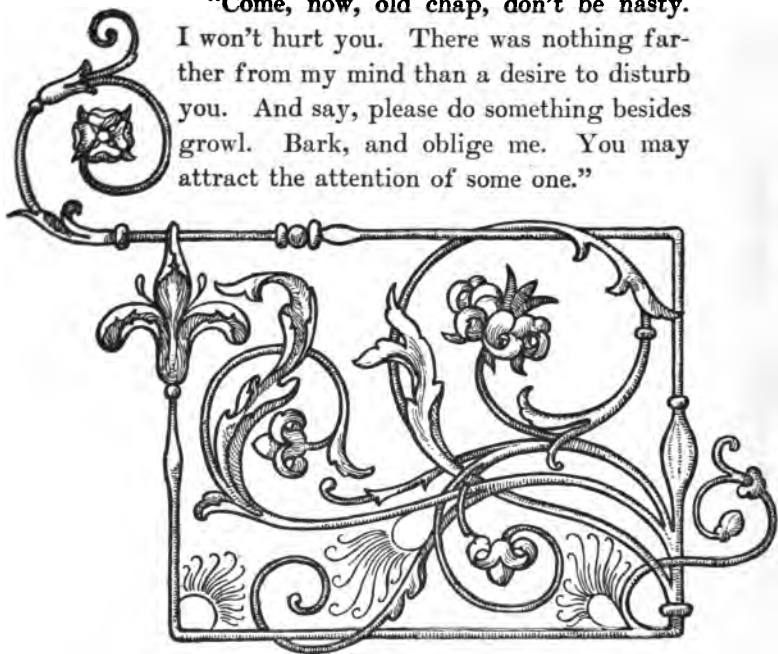 "Come, now, old chap, don't be nasty.
I won't hurt you. There was nothing far-
ther from my mind than a desire to disturb
you. And say, please do something besides
growl. Bark, and oblige me. You may
attract the attention of some one."